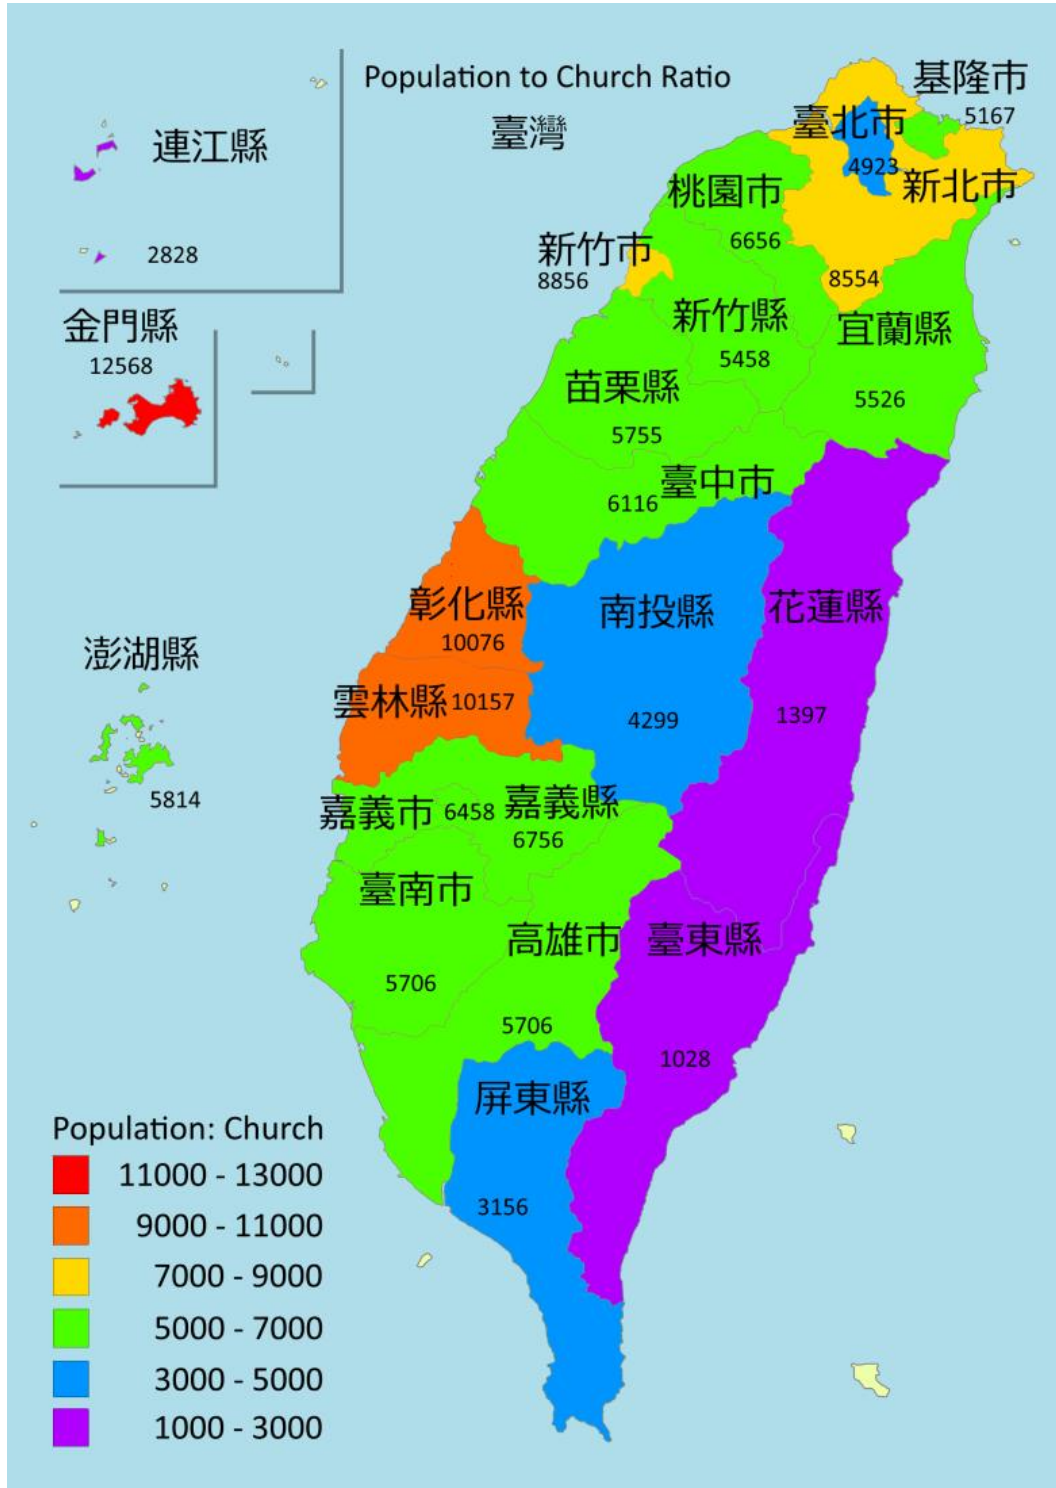 Population to Church Ratio
臺灣
基隆市
5167
臺北市
4923
新北市
8554
連江縣
2828
桃園市
6656
新竹市
8856
新竹縣
5458
宜蘭縣
5526
金門縣
12568
苗栗縣
5755
臺中市
6116
彰化縣
10076
南投縣
4299
花蓮縣
1397
澎湖縣
5814
雲林縣
10157
嘉義市
6458
嘉義縣
6756
臺南市
5706
高雄市
5706
臺東縣
1028
屏東縣
3156
Population: Church
11000 - 13000
9000 - 11000
7000 - 9000
5000 - 7000
3000 - 5000
1000 - 3000